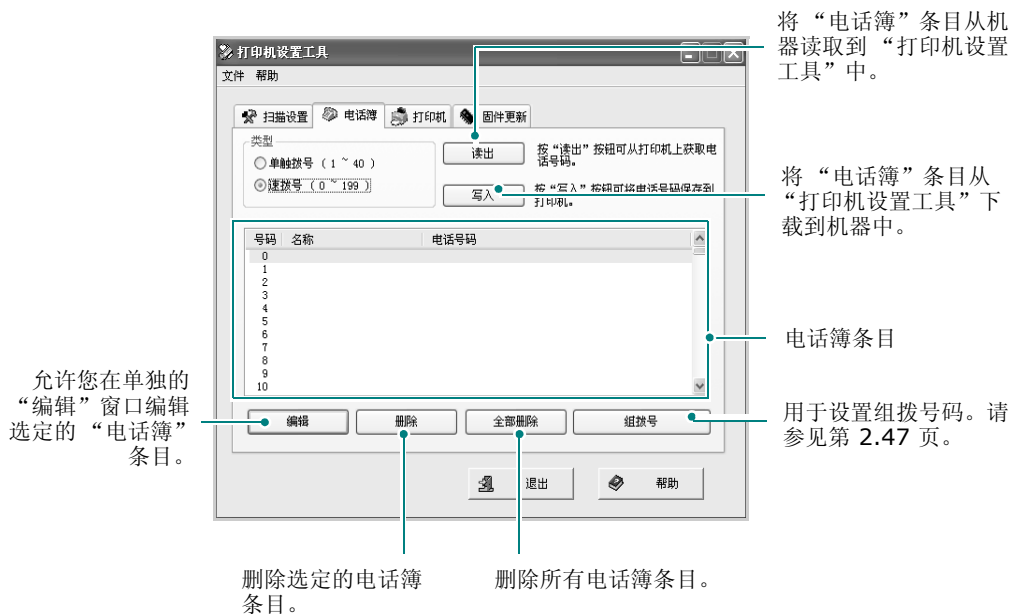 将 “电话簿” 条目从机
器读取到 “打印机设置
工具” 中。
打印机设置工具
文件 帮助
扫描设置 电话簿 打印机 固件更新
类型
单触拨号 ( 1 ~ 40 )
速拨号 ( 0 ~ 199 )
读出
按 “读出” 按钮可从打印机上获取电
话号码。
写入
按 “写入” 按钮可将电话号码保存到
打印机。
将 “电话簿” 条目从
“打印机设置工具” 下
载到机器中。
号码 名称 电话号码
0
1
2
3
4
5
6
7
8
9
10
电话簿条目
允许您在单独的
“编辑” 窗口编辑
选定的 “电话簿”
条目。
编辑 删除 全部删除 组拨号
用于设置组拨号码。请
参见第 2.47 页。
退出 帮助
删除选定的电话簿
条目。
删除所有电话簿条目。